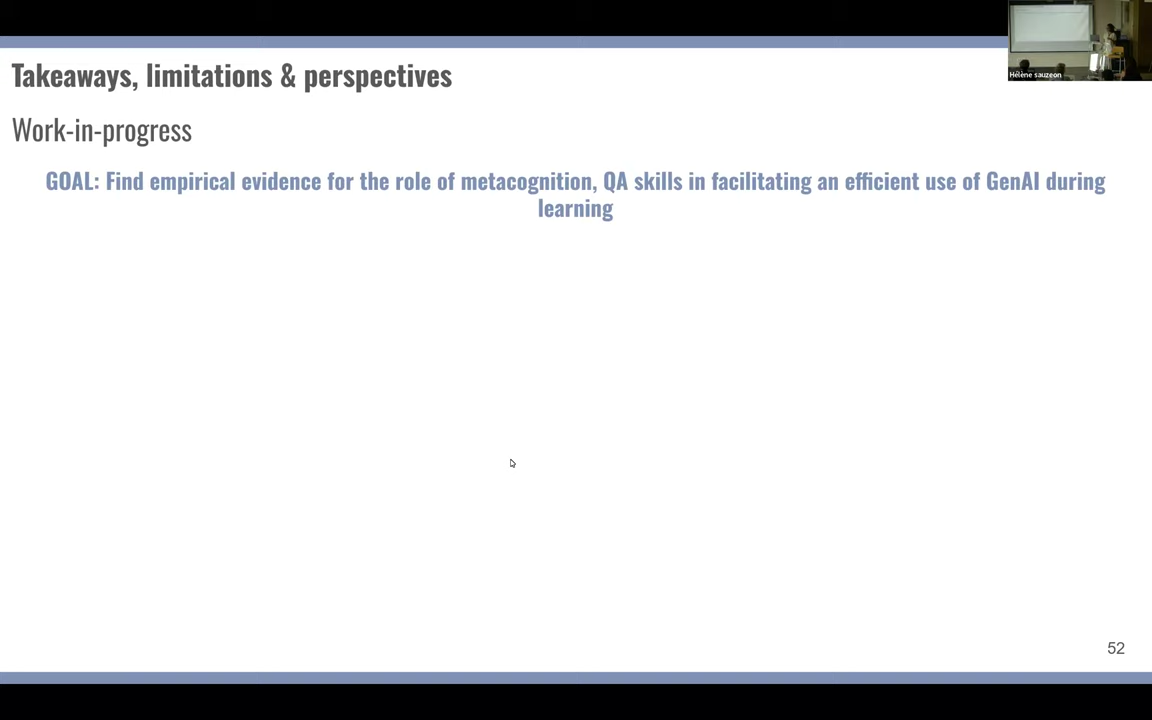 Hélène sauzeon
Takeaways, limitations & perspectives
Work-in-progress
GOAL: Find empirical evidence for the role of metacognition, QA skills in facilitating an efficient use of GenAI during
learning
52